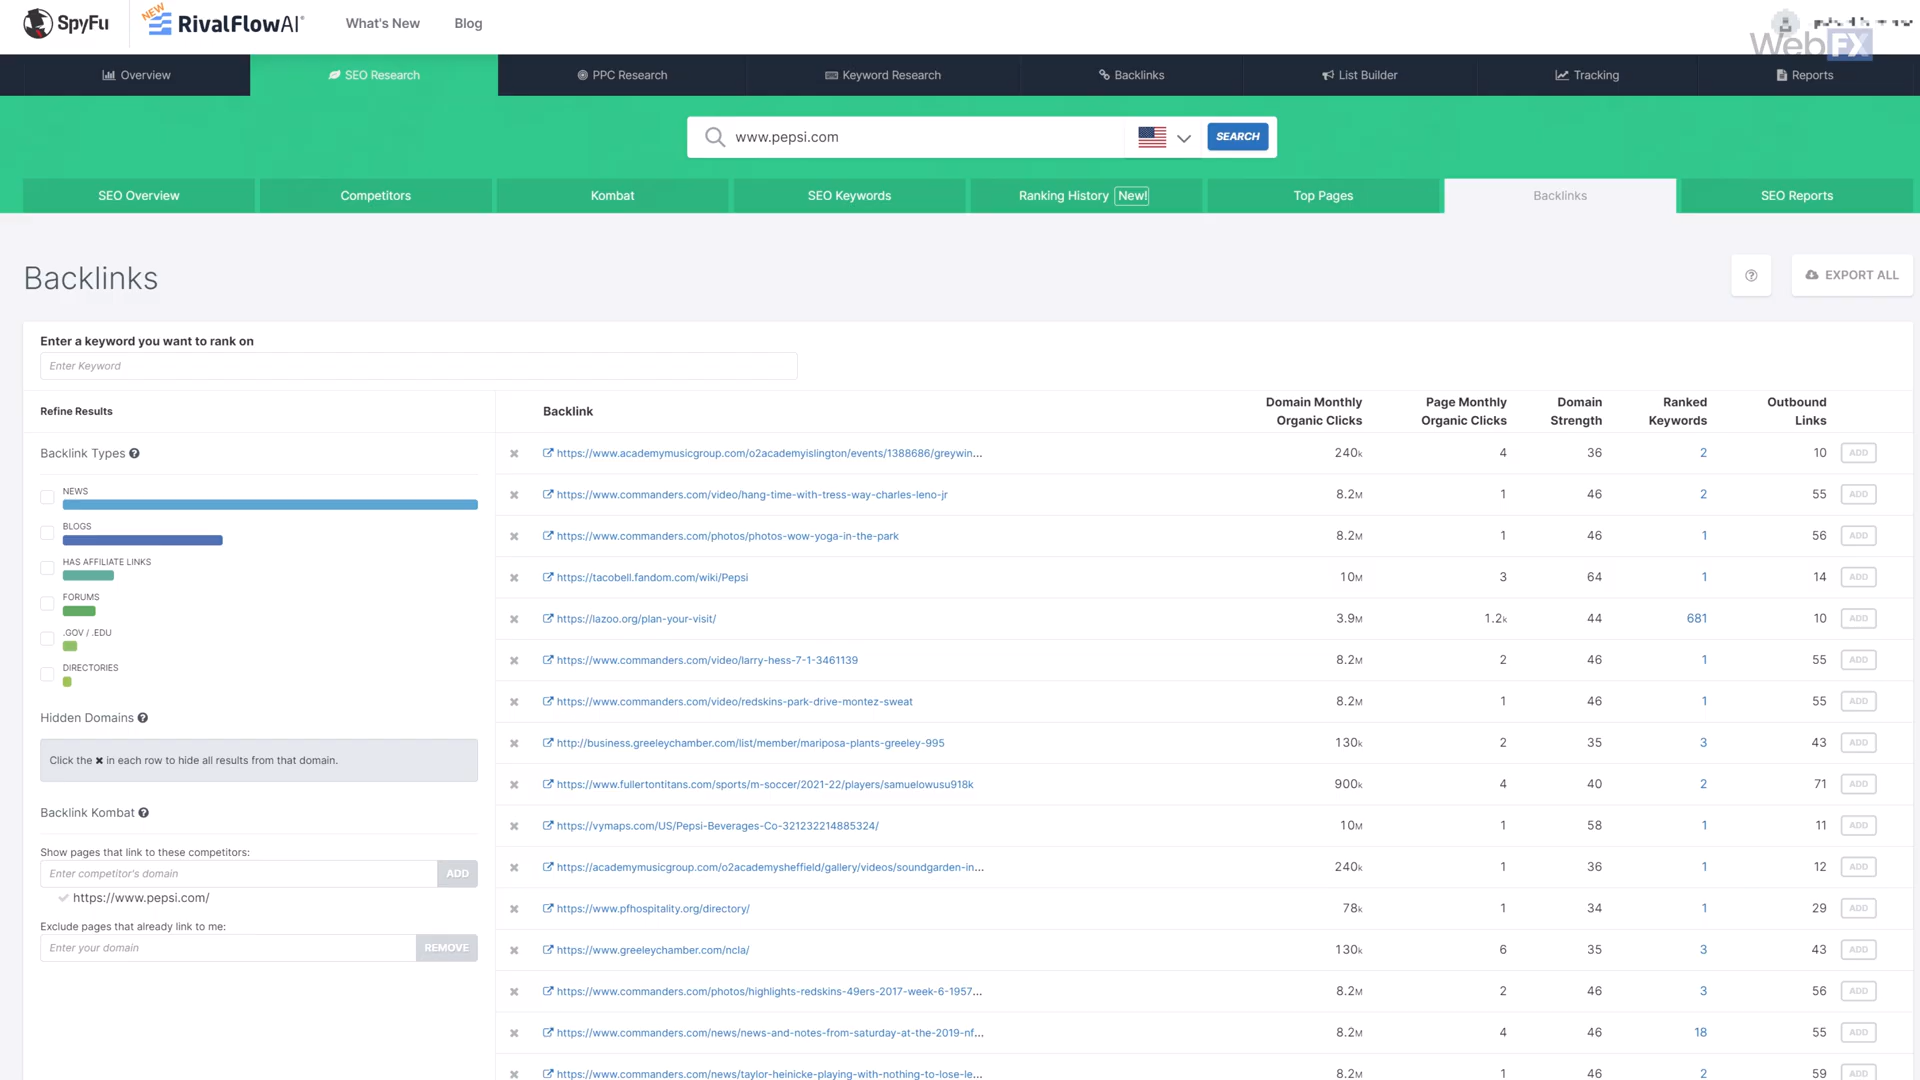 SpyFu
NEW
RivalFlowAI
What's New
Blog
WebFX
Overview
SEO Research
PPC Research
Keyword Research
Backlinks
List Builder
Tracking
Reports
www.pepsi.com
SEARCH
SEO Overview
Competitors
Kombat
SEO Keywords
Ranking History New!
Top Pages
Backlinks
SEO Reports
Backlinks
EXPORT ALL
Enter a keyword you want to rank on
Enter Keyword
Refine Results
Backlink Types
NEWS
BLOGS
HAS AFFILIATE LINKS
FORUMS
.GOV / .EDU
DIRECTORIES
Hidden Domains
Click the ✖ in each row to hide all results from that domain.
Backlink Kombat
Show pages that link to these competitors:
Enter competitor's domain
ADD
https://www.pepsi.com/
Exclude pages that already link to me:
Enter your domain
REMOVE
Backlink
Domain Monthly Organic Clicks
Page Monthly Organic Clicks
Domain Strength
Ranked Keywords
Outbound Links
https://www.academymusicgroup.com/o2academyislington/events/1388686/greywin... 240k 4 36 2 10 ADD
https://www.commanders.com/video/hang-time-with-tress-way-charles-leno-jr 8.2M 1 46 2 55 ADD
https://www.commanders.com/photos/photos-wow-yoga-in-the-park 8.2M 1 46 1 56 ADD
https://tacobell.fandom.com/wiki/Pepsi 10M 3 64 1 14 ADD
https://lazoo.org/plan-your-visit/ 3.9M 1.2k 44 681 10 ADD
https://www.commanders.com/video/larry-hess-7-1-3461139 8.2M 2 46 1 55 ADD
https://www.commanders.com/video/redskins-park-drive-montez-sweat 8.2M 1 46 1 55 ADD
http://business.greeleychamber.com/list/member/mariposa-plants-greeley-995 130k 2 35 3 43 ADD
https://www.fullertontitans.com/sports/m-soccer/2021-22/players/samuelowusu918k 900k 4 40 2 71 ADD
https://vymaps.com/US/Pepsi-Beverages-Co-321232214885324/ 10M 1 58 1 11 ADD
https://academymusicgroup.com/o2academysheffield/gallery/videos/soundgarden-in... 240k 1 36 1 12 ADD
https://www.pfhospitality.org/directory/ 78k 1 34 1 29 ADD
https://www.greeleychamber.com/ncla/ 130k 6 35 3 43 ADD
https://www.commanders.com/photos/highlights-redskins-49ers-2017-week-6-1957... 8.2M 2 46 3 56 ADD
https://www.commanders.com/news/news-and-notes-from-saturday-at-the-2019-nf... 8.2M 4 46 18 55 ADD
https://www.commanders.com/news/taylor-heinicke-playing-with-nothing-to-lose-le... 8.2M 1 46 2 59 ADD